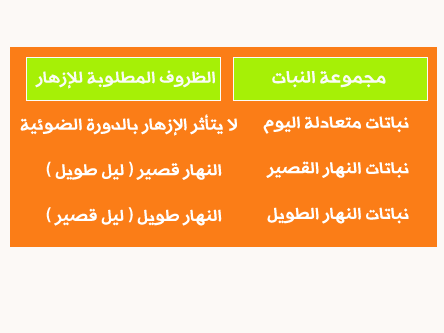 مجموعة النبات الظروف المطلوبة للإزهار
نباتات متعادلة اليوم لا يتأثر الإزهار بالدورة الضوئية
نباتات النهار القصير النهار قصير ( ليل طويل )
نباتات النهار الطويل النهار طويل ( ليل قصير )